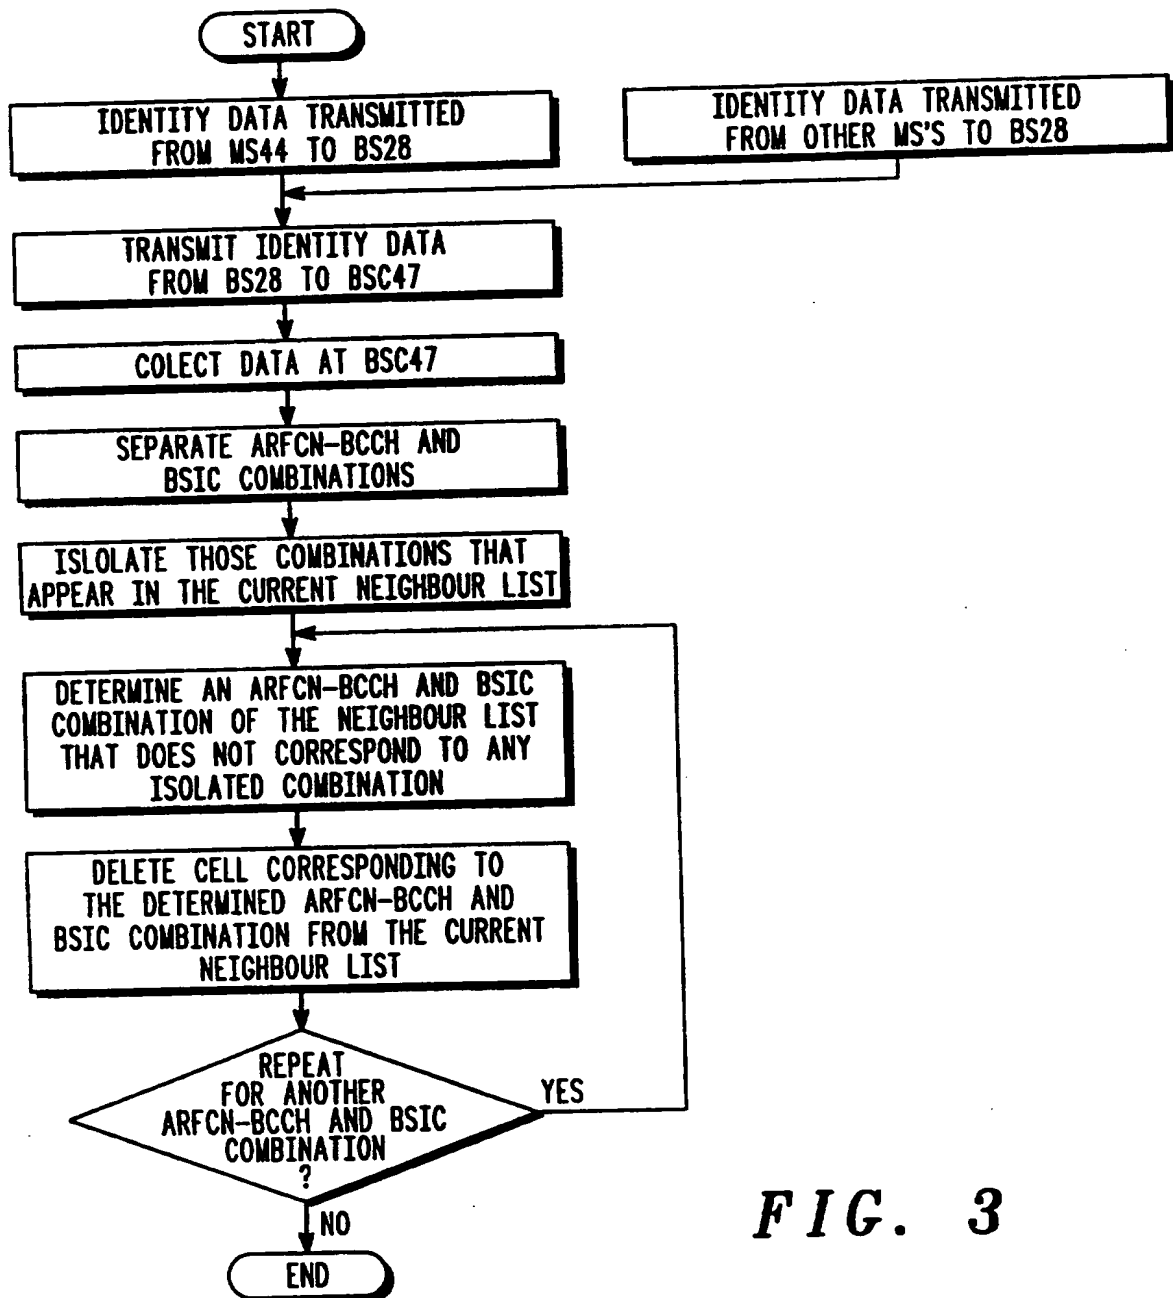 START
IDENTITY DATA TRANSMITTED
FROM MS44 TO BS28
IDENTITY DATA TRANSMITTED
FROM OTHER MS'S TO BS28
TRANSMIT IDENTITY DATA
FROM BS28 TO BSC47
COLECT DATA AT BSC47
SEPARATE ARFCN-BCCH AND
BSIC COMBINATIONS
ISLOLATE THOSE COMBINATIONS THAT
APPEAR IN THE CURRENT NEIGHBOUR LIST
DETERMINE AN ARFCN-BCCH AND BSIC
COMBINATION OF THE NEIGHBOUR LIST
THAT DOES NOT CORRESPOND TO ANY
ISOLATED COMBINATION
DELETE CELL CORRESPONDING TO
THE DETERMINED ARFCN-BCCH AND
BSIC COMBINATION FROM THE CURRENT
NEIGHBOUR LIST
REPEAT
FOR ANOTHER
ARFCN-BCCH AND BSIC
COMBINATION
?
YES
NO
END
FIG. 3